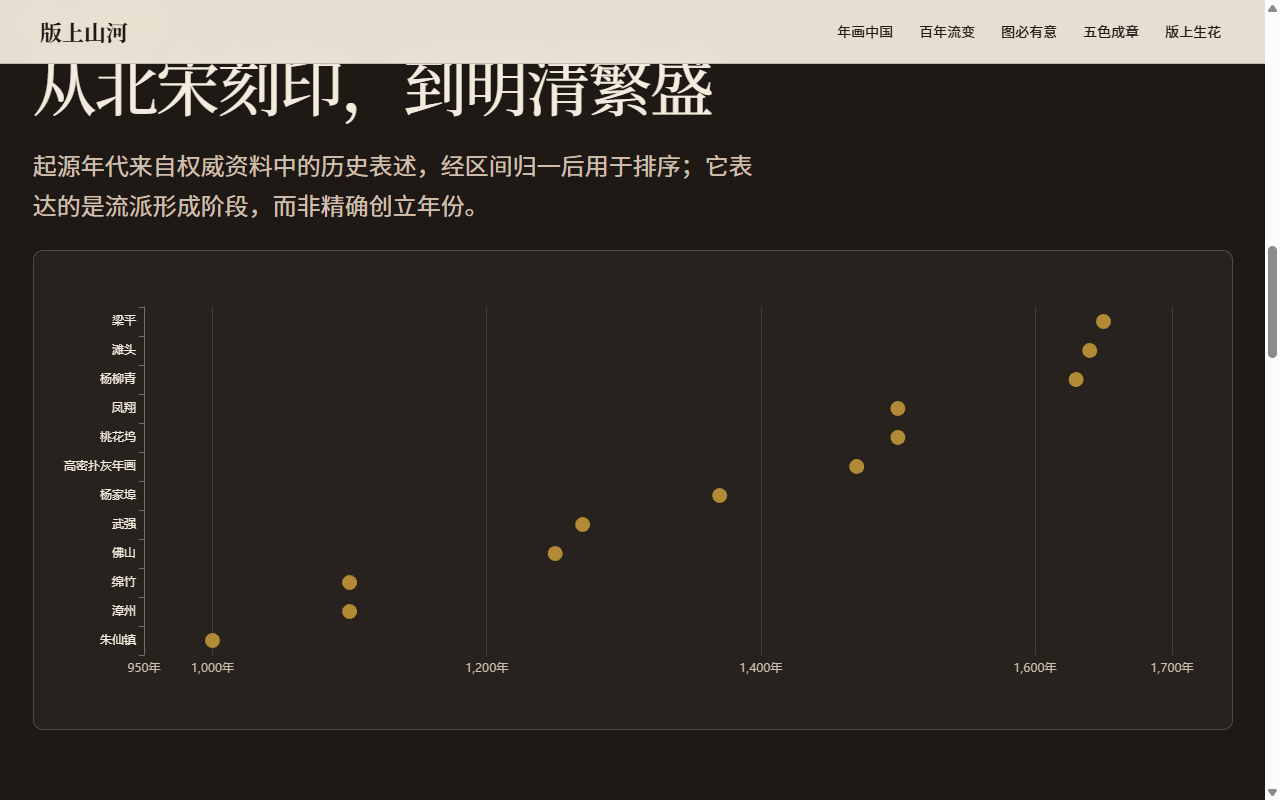 版上山河
年画中国 百年流变 图必有意 五色成章 版上生花
从北宋刻印，到明清繁盛
起源年代来自权威资料中的历史表述，经区间归一后用于排序；它表
达的是流派形成阶段，而非精确创立年份。
梁平
滩头
杨柳青
凤翔
桃花坞
高密扑灰年画
杨家埠
武强
佛山
绵竹
漳州
朱仙镇
950年 1,000年 1,200年 1,400年 1,600年 1,700年